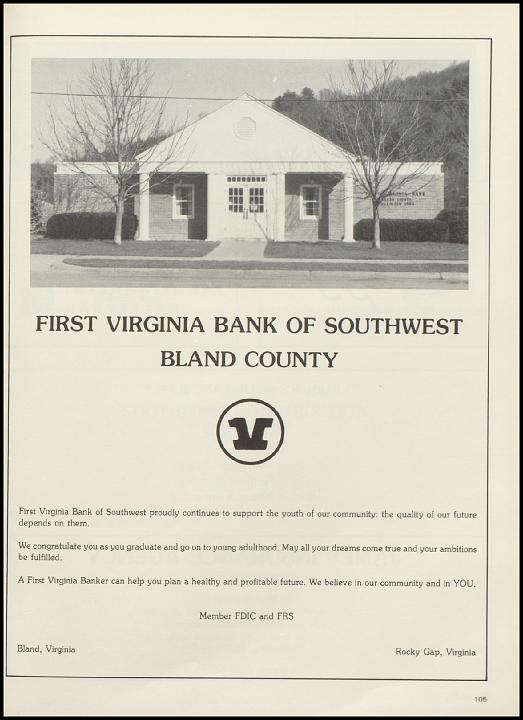 VIRGINIA BANK
FIRST VIRGINIA BANK OF SOUTHWEST
BLAND COUNTY
V
First Virginia Bank of Southwest proudly continues to support the youth of our community: the quality of our future
depends on them.
We congratulate you as you graduate and go on to young adulthood. May all your dreams come true and your ambitions
be fulfilled.
A First Virginia Banker can help you plan a healthy and profitable future. We believe in our community and in YOU.
Member FDIC and FRS
Bland, Virginia
Rocky Gap, Virginia
105